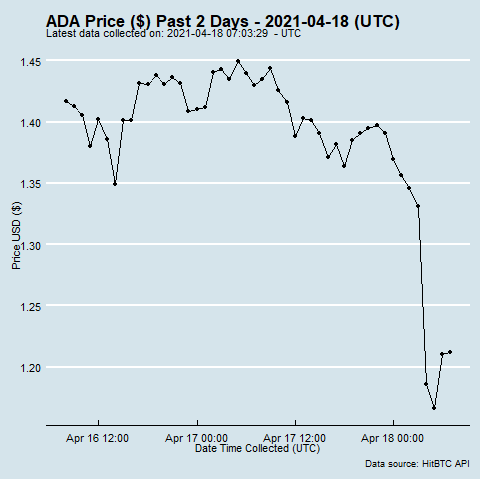 ADA Price ($) Past 2 Days - 2021-04-18 (UTC)
Latest data collected on: 2021-04-18 07:03:29  - UTC
1.45
1.40
1.35
1.30
1.25
1.20
Price USD ($)
Apr 16 12:00 Apr 17 00:00 Apr 17 12:00 Apr 18 00:00
Date Time Collected (UTC)
Data source: HitBTC API